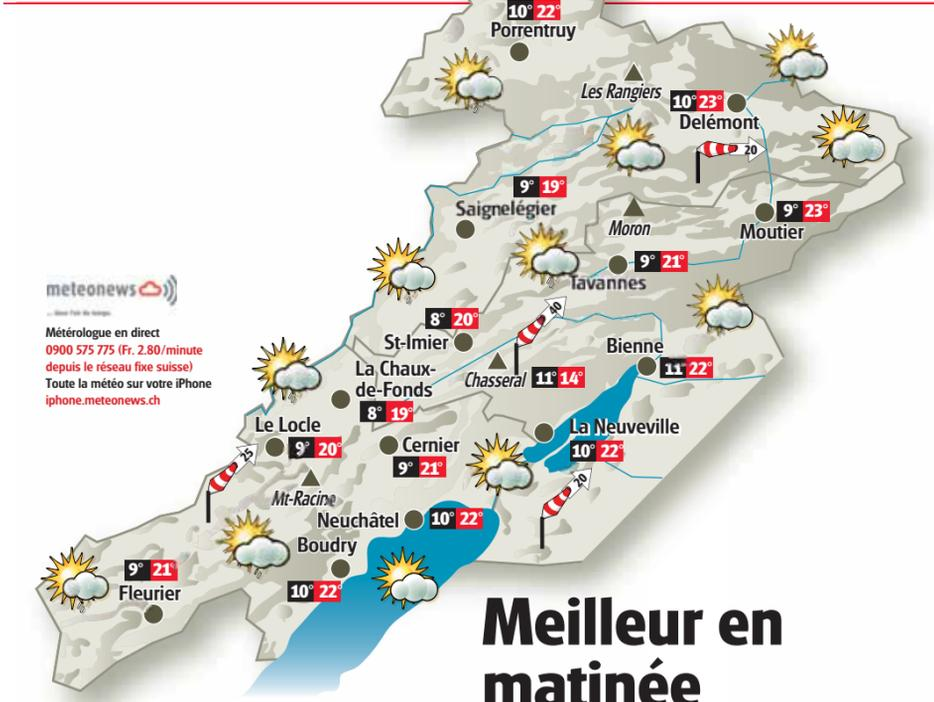 10° 22°
Porrentruy
Les Rangiers
10° 23°
Delémont
20
9° 19°
Saignelégier
Moron
9° 23°
Moutier
9° 21°
Tavannes
meteonews
Météorologue en direct
0900 575 775 (Fr. 2.80/minute
depuis le réseau fixe suisse)
Toute la météo sur votre iPhone
iphone.meteonews.ch
8° 20°
St-Imier
40
Bienne
11° 22°
Chasseral 11° 14°
La Chaux-
de-Fonds
8° 19°
Le Locle
9° 20°
Cernier
9° 21°
La Neuveville
10° 22°
25
20
Mt-Racine
Neuchâtel 10° 22°
Boudry
10° 22°
9° 21°
Fleurier
Meilleur en
matinée